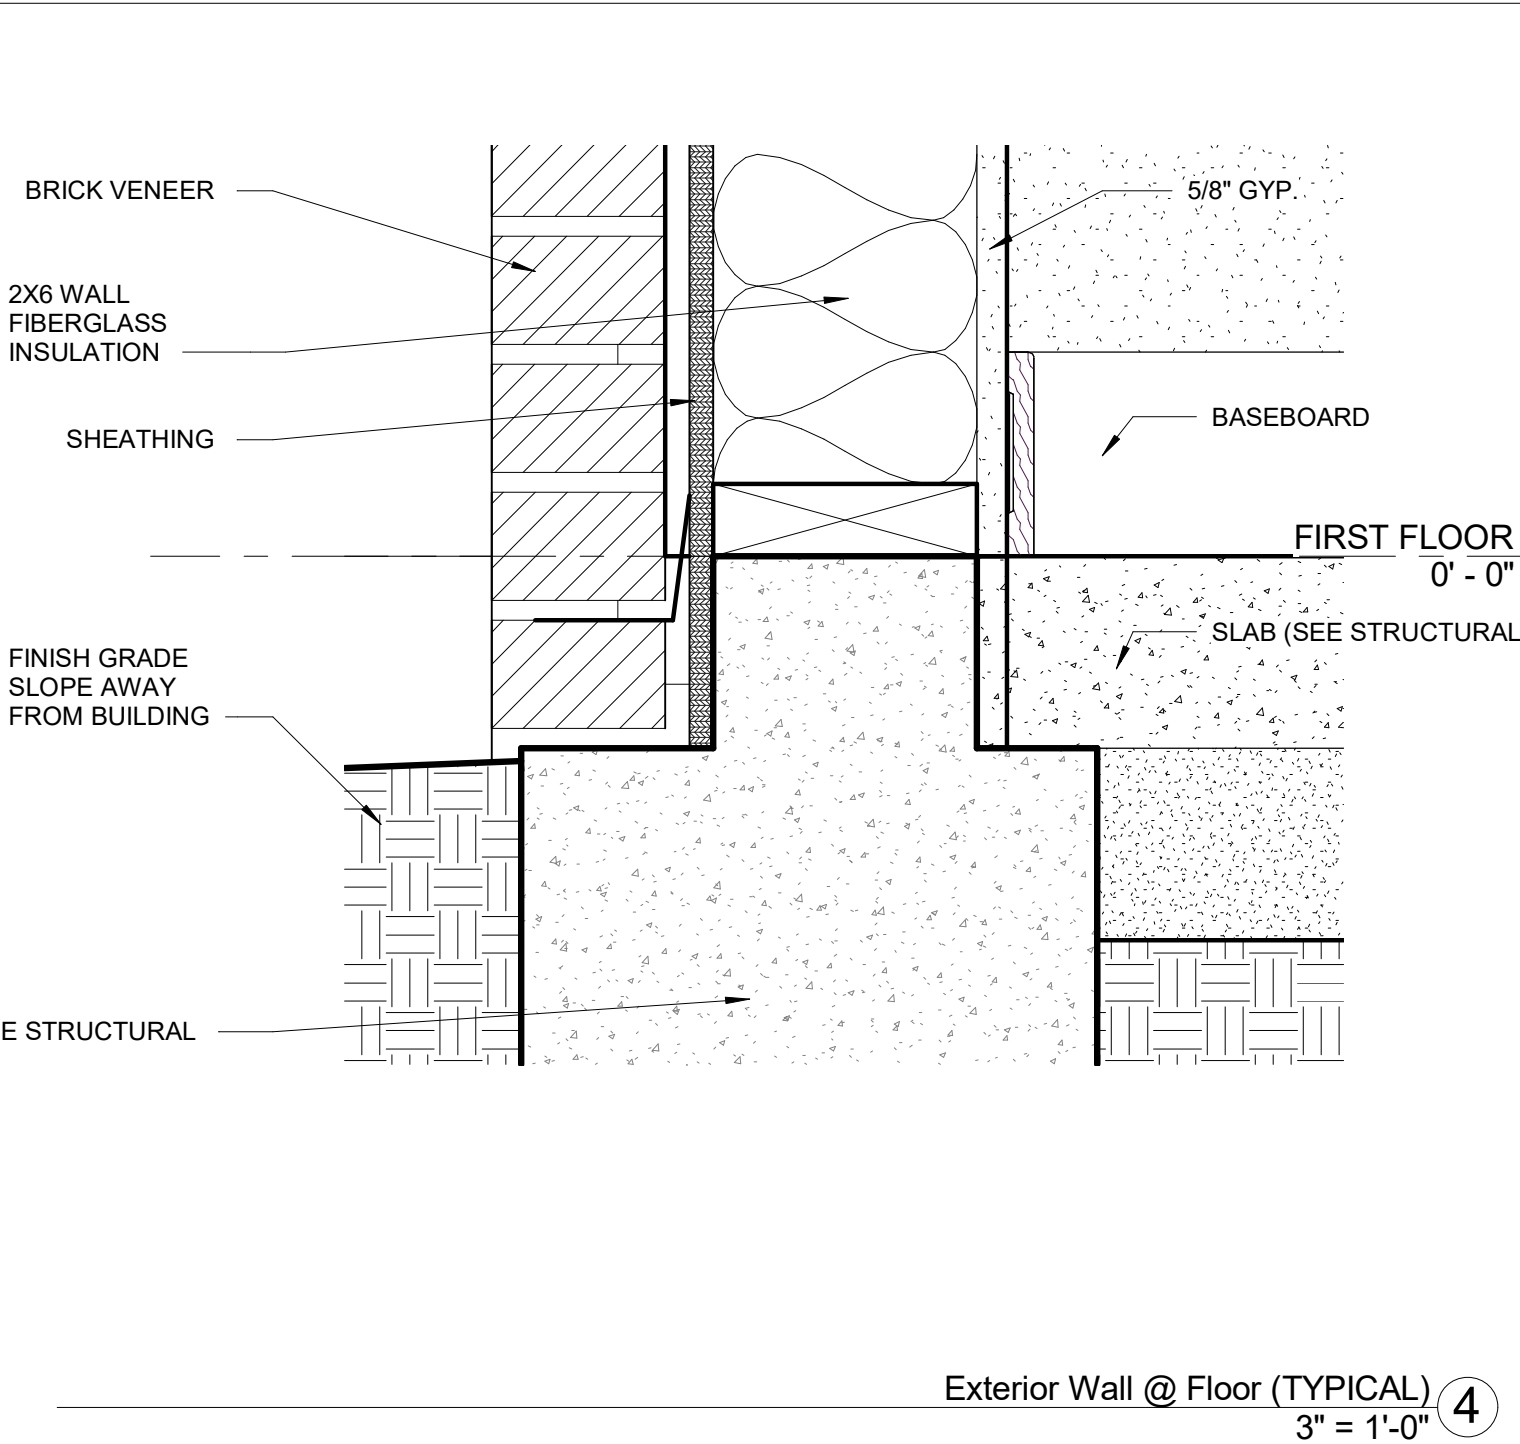 BRICK VENEER
5/8" GYP.
2X6 WALL
FIBERGLASS
INSULATION
SHEATHING
BASEBOARD
FIRST FLOOR
0' - 0"
SLAB (SEE STRUCTURAL
FINISH GRADE
SLOPE AWAY
FROM BUILDING
E STRUCTURAL
Exterior Wall @ Floor (TYPICAL)
4
3" = 1'-0"